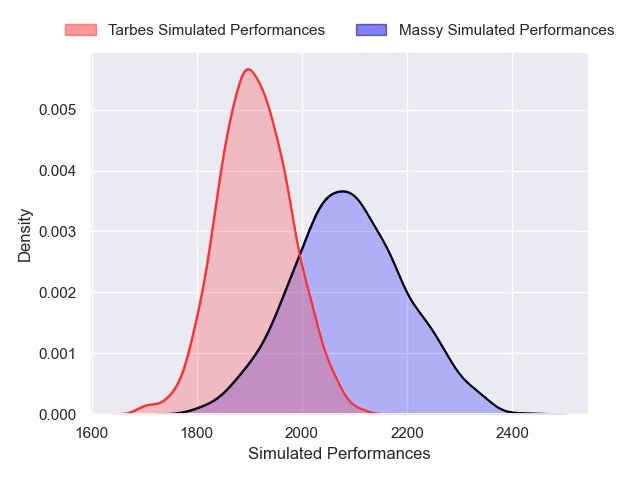 Tarbes Simulated Performances Massy Simulated Performances
0.005
0.004
0.003
0.002
0.001
0.000
Density
1600 1800 2000 2200 2400
Simulated Performances